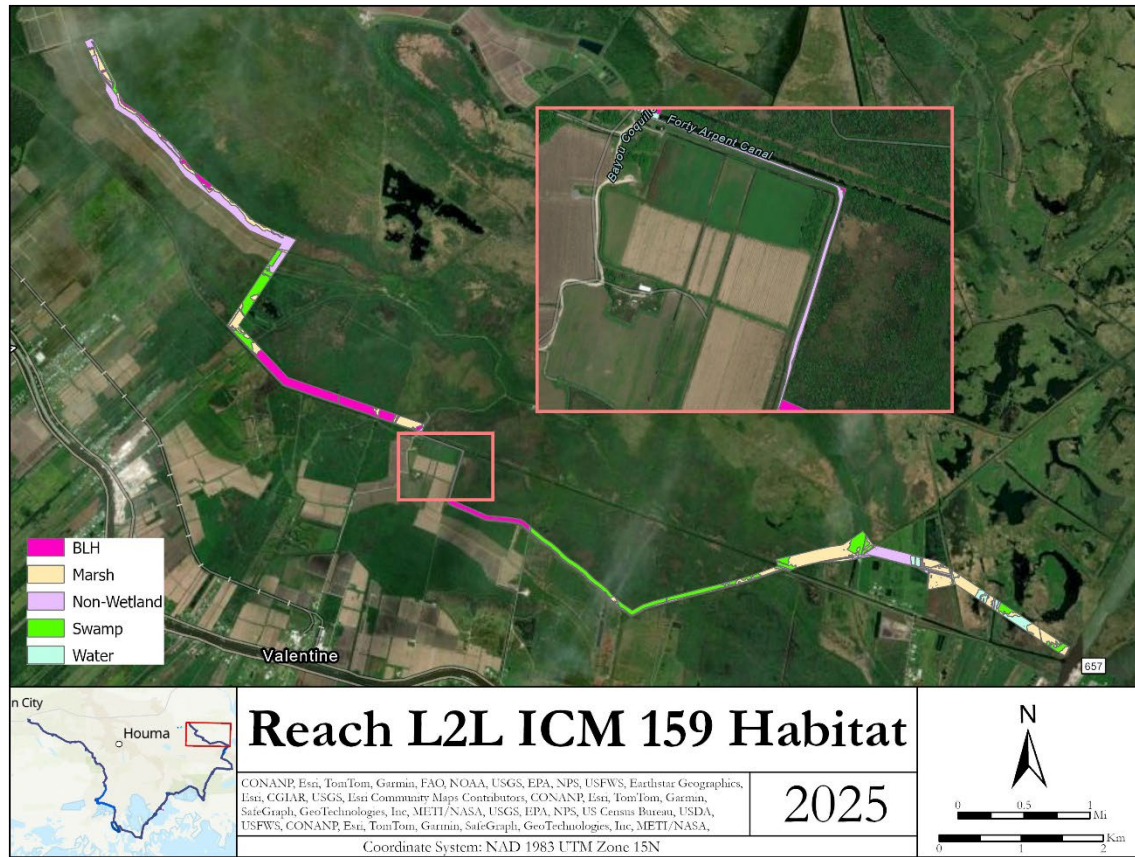 Bayou Coquille
Forty Arpent Canal
BLH
Marsh
Non-Wetland
Swamp
Water
Valentine
657
n City
Houma
Reach L2L ICM 159 Habitat
CONANP, Esri, TomTom, Garmin, FAO, NOAA, USGS, EPA, NPS, USFWS, Earthstar Geographics,
Esri, CGIAR, USGS, Esri Community Maps Contributors, CONANP, Esri, TomTom, Garmin,
SafeGraph, GeoTechnologies, Inc, METI/NASA, USGS, EPA, NPS, US Census Bureau, USDA,
USFWS, CONANP, Esri, TomTom, Garmin, SafeGraph, GeoTechnologies, Inc, METI/NASA,
2025
Coordinate System: NAD 1983 UTM Zone 15N
N
0 0.5 1
Mi
Km
0 1 2